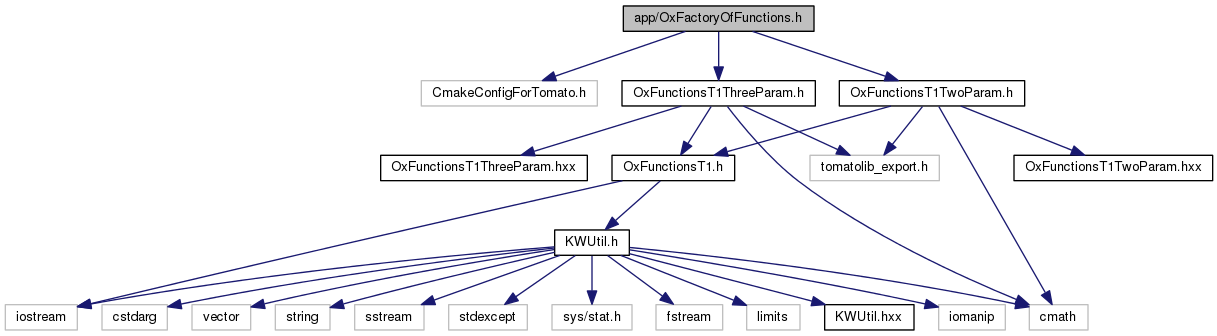 app/OxFactoryOfFunctions.h
CmakeConfigForTomato.h
OxFunctionsT1ThreeParam.h
OxFunctionsT1TwoParam.h
OxFunctionsT1ThreeParam.hxx
OxFunctionsT1.h
tomatolib_export.h
OxFunctionsT1TwoParam.hxx
KWUtil.h
iostream
cstdarg
vector
string
sstream
stdexcept
sys/stat.h
fstream
limits
KWUtil.hxx
iomanip
cmath